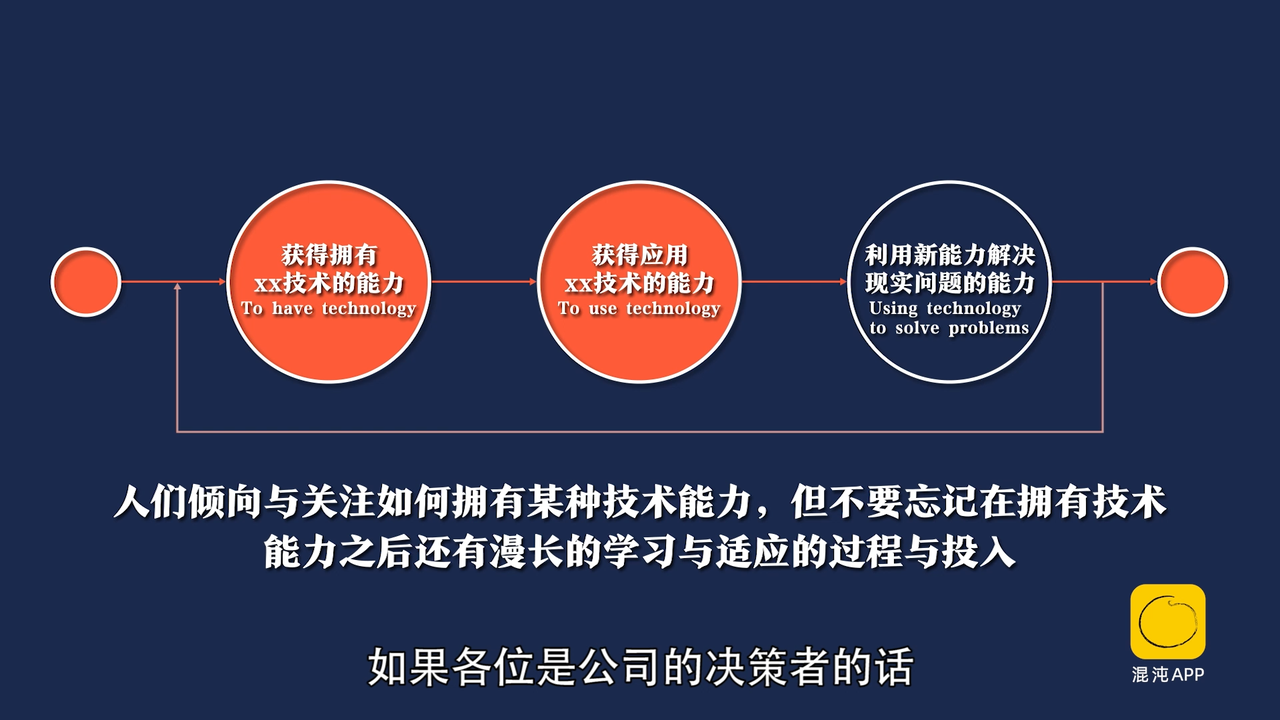 获得拥有
xx技术的能力
To have technology
获得应用
xx技术的能力
To use technology
利用新能力解决
现实问题的能力
Using technology
to solve problems
人们倾向与关注如何拥有某种技术能力，但不要忘记在拥有技术
能力之后还有漫长的学习与适应的过程与投入
如果各位是公司的决策者的话
混沌APP